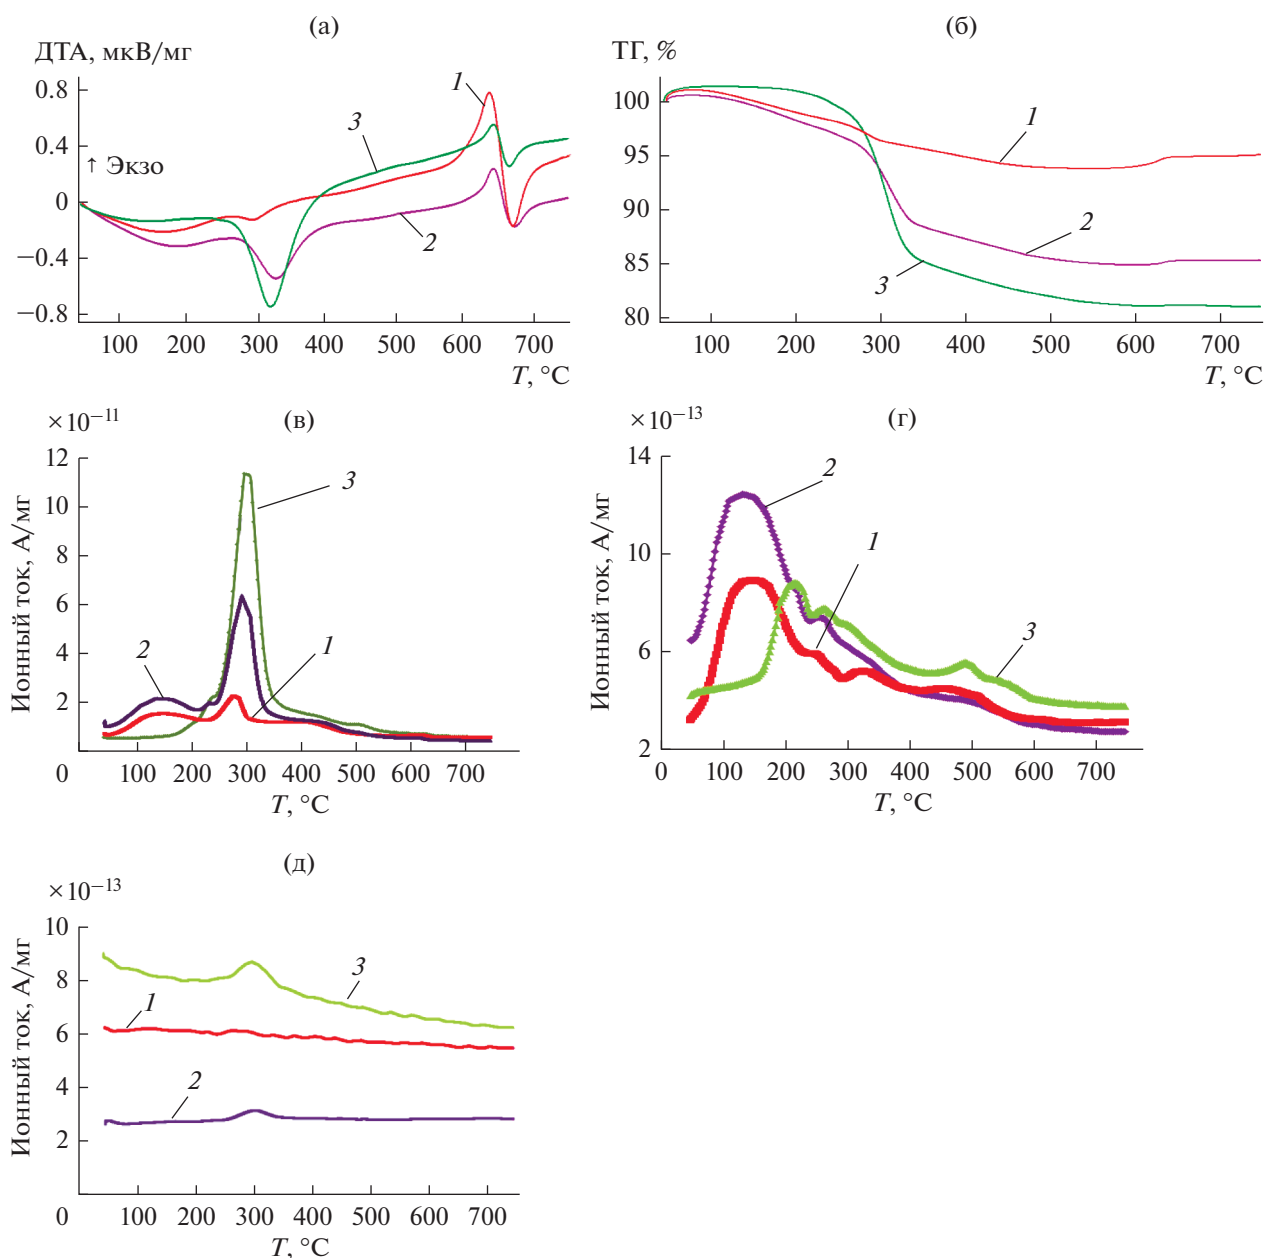 (а)
ДТА, мкВ/мг
0.8
0.4
0
−0.4
−0.8
↑ Экзо
1
3
2
100 200 300 400 500 600 700
T, °C
(б)
ТГ, %
100
95
90
85
80
1
2
3
100 200 300 400 500 600 700
T, °C
(в)
×10−11
Ионный ток, А/мг
12
10
8
6
4
2
0
3
2
1
100 200 300 400 500 600 700
T, °C
(г)
×10−13
Ионный ток, А/мг
14
10
6
2
2
1
3
0 100 200 300 400 500 600 700
T, °C
(д)
×10−13
Ионный ток, А/мг
10
8
6
4
2
0
3
1
2
100 200 300 400 500 600 700
T, °C